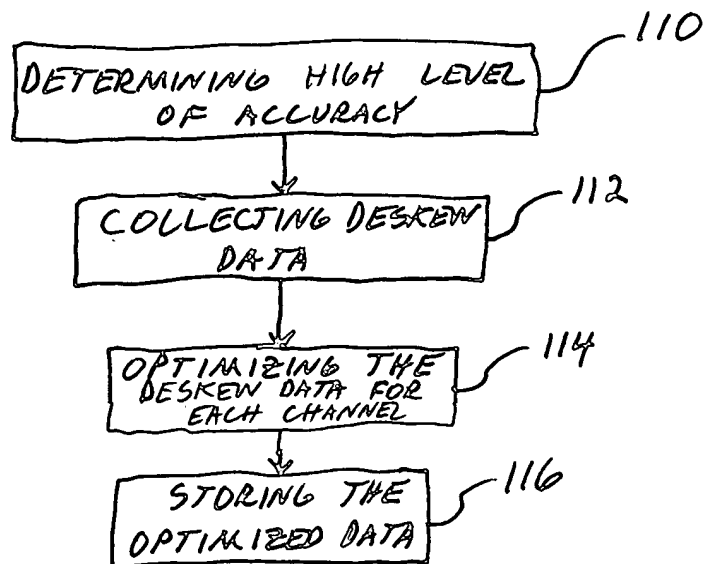 110
DETERMINING HIGH LEVEL
OF ACCURACY
112
COLLECTING DESKEW
DATA
114
OPTIMIZING THE
DESKEW DATA FOR
EACH CHANNEL
116
STORING THE
OPTIMIZED DATA